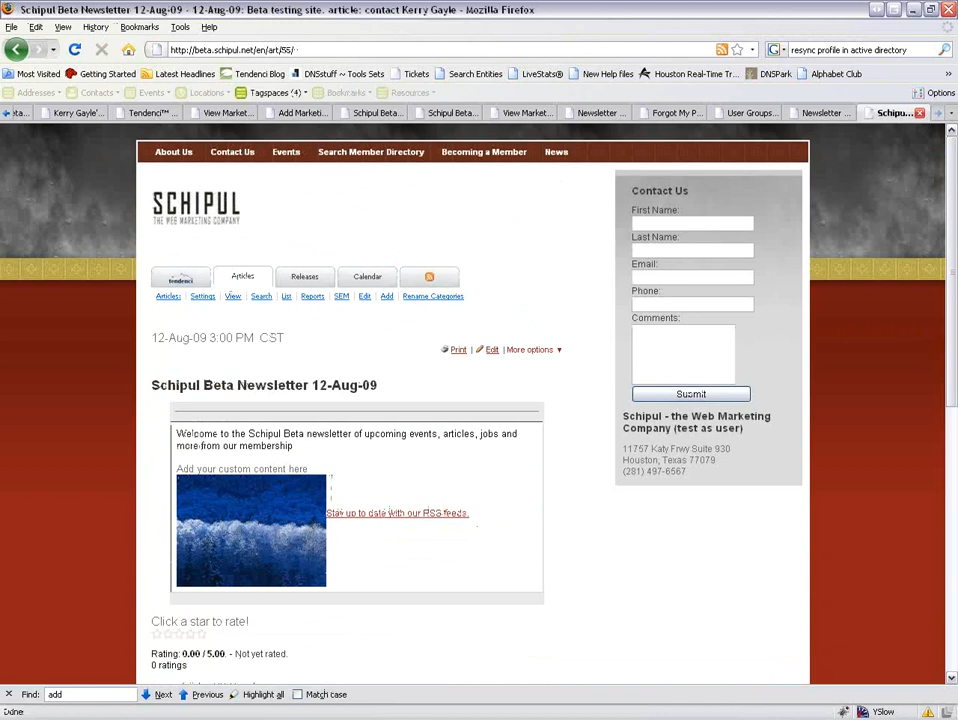 Schipul Beta Newsletter 12-Aug-09 - 12-Aug-09: Beta testing site. article: contact Kerry Gayle - Mozilla Firefox
File Edit View History Bookmarks Tools Help
http://beta.schipul.net/en/art/55/
resync profile in active directory
Most Visited Getting Started Latest Headlines Tendenci Blog DNSstuff ~ Tools Sets Tickets Search Entities LiveStats® New Help files Houston Real-Time Tr... DNSPark Alphabet Club »
Addresses Contacts Events Locations Tagspaces (4) Bookmarks Resources Options
ta... Kerry Gayle'... Tendenci™ ... View Market... Add Marketi... Schipul Beta... Schipul Beta... View Market... Newsletter ... Forgot My P... User Groups... Newsletter ... Schipu...
About Us Contact Us Events Search Member Directory Becoming a Member News
SCHIPUL
THE WEB MARKETING COMPANY
tendenci Articles Releases Calendar
Articles: Settings View Search List Reports SEM Edit Add Rename Categories
12-Aug-09 3:00 PM CST
Print | Edit | More options ▼
Schipul Beta Newsletter 12-Aug-09
Welcome to the Schipul Beta newsletter of upcoming events, articles, jobs and
more from our membership
Add your custom content here
Stay up to date with our RSS feeds.
Click a star to rate!
Rating: 0.00 / 5.00. - Not yet rated.
0 ratings
Contact Us
First Name:
Last Name:
Email:
Phone:
Comments:
Submit
Schipul - the Web Marketing
Company (test as user)
11757 Katy Frwy Suite 930
Houston, Texas 77079
(281) 497-6567
Find: add Next Previous Highlight all Match case
Done YSlow